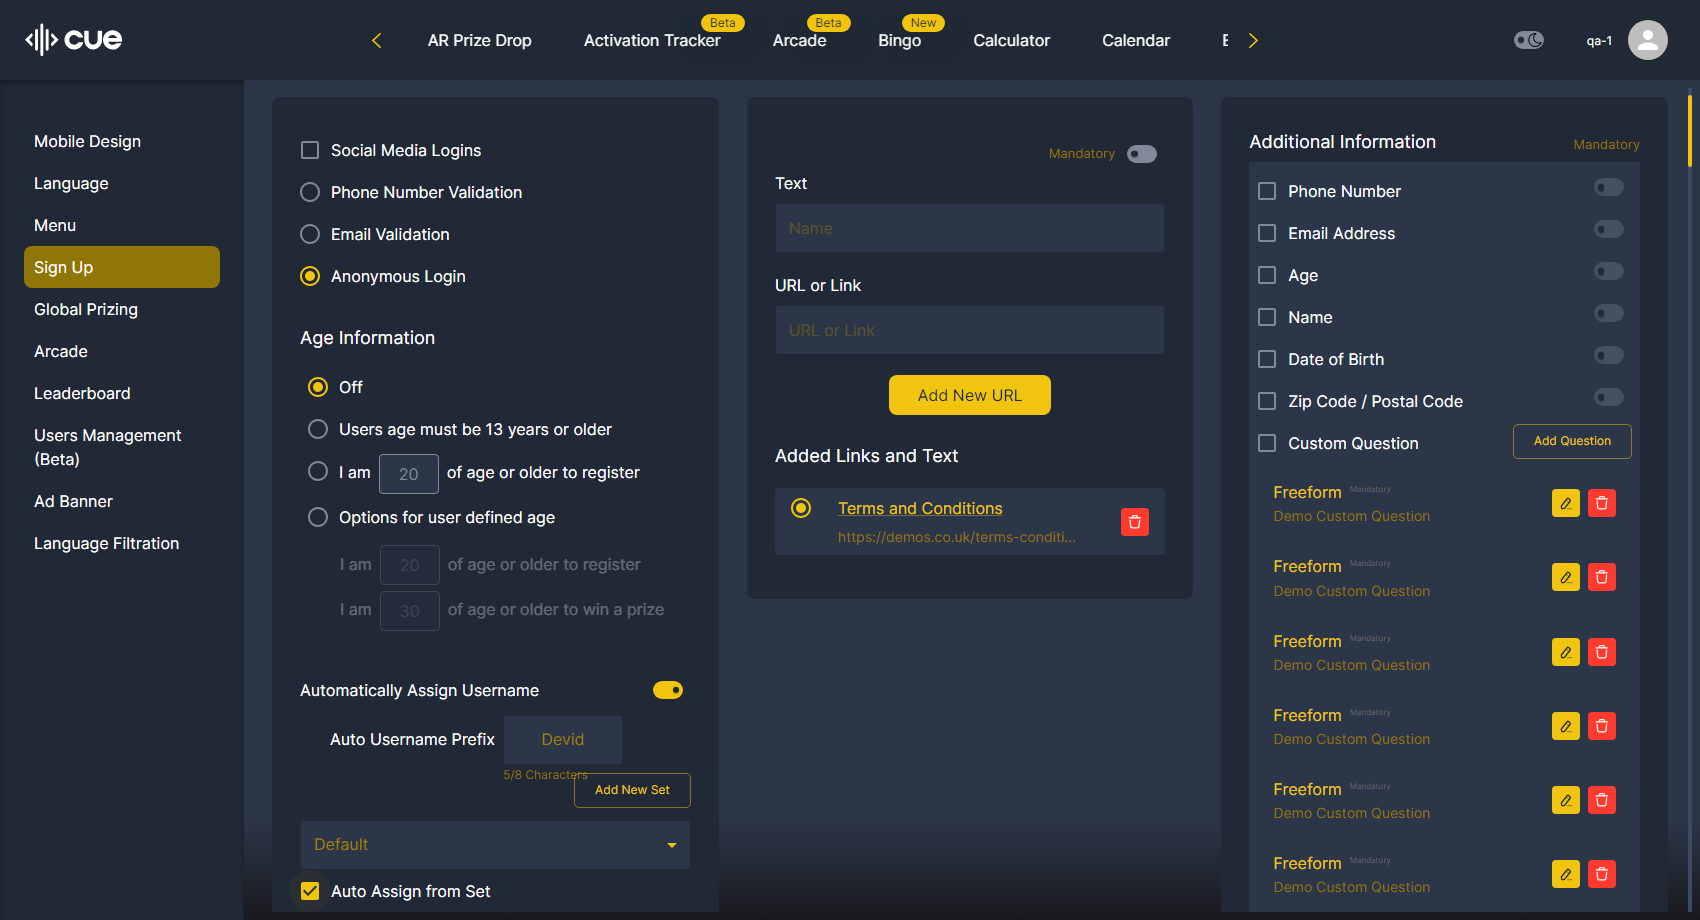 cue
AR Prize Drop
Activation Tracker
Beta
Arcade
Beta
Bingo
New
Calculator
Calendar
qa-1
Mobile Design
Language
Menu
Sign Up
Global Prizing
Arcade
Leaderboard
Users Management
(Beta)
Ad Banner
Language Filtration
Social Media Logins
Phone Number Validation
Email Validation
Anonymous Login
Age Information
Off
Users age must be 13 years or older
I am 20 of age or older to register
Options for user defined age
I am 20 of age or older to register
I am 30 of age or older to win a prize
Automatically Assign Username
Auto Username Prefix Devid
5/8 Characters
Add New Set
Default
Auto Assign from Set
Mandatory
Text
Name
URL or Link
URL or Link
Add New URL
Added Links and Text
Terms and Conditions
https://demos.co.uk/terms-conditi...
Additional Information Mandatory
Phone Number
Email Address
Age
Name
Date of Birth
Zip Code / Postal Code
Custom Question Add Question
Freeform Mandatory
Demo Custom Question
Freeform Mandatory
Demo Custom Question
Freeform Mandatory
Demo Custom Question
Freeform Mandatory
Demo Custom Question
Freeform Mandatory
Demo Custom Question
Freeform Mandatory
Demo Custom Question